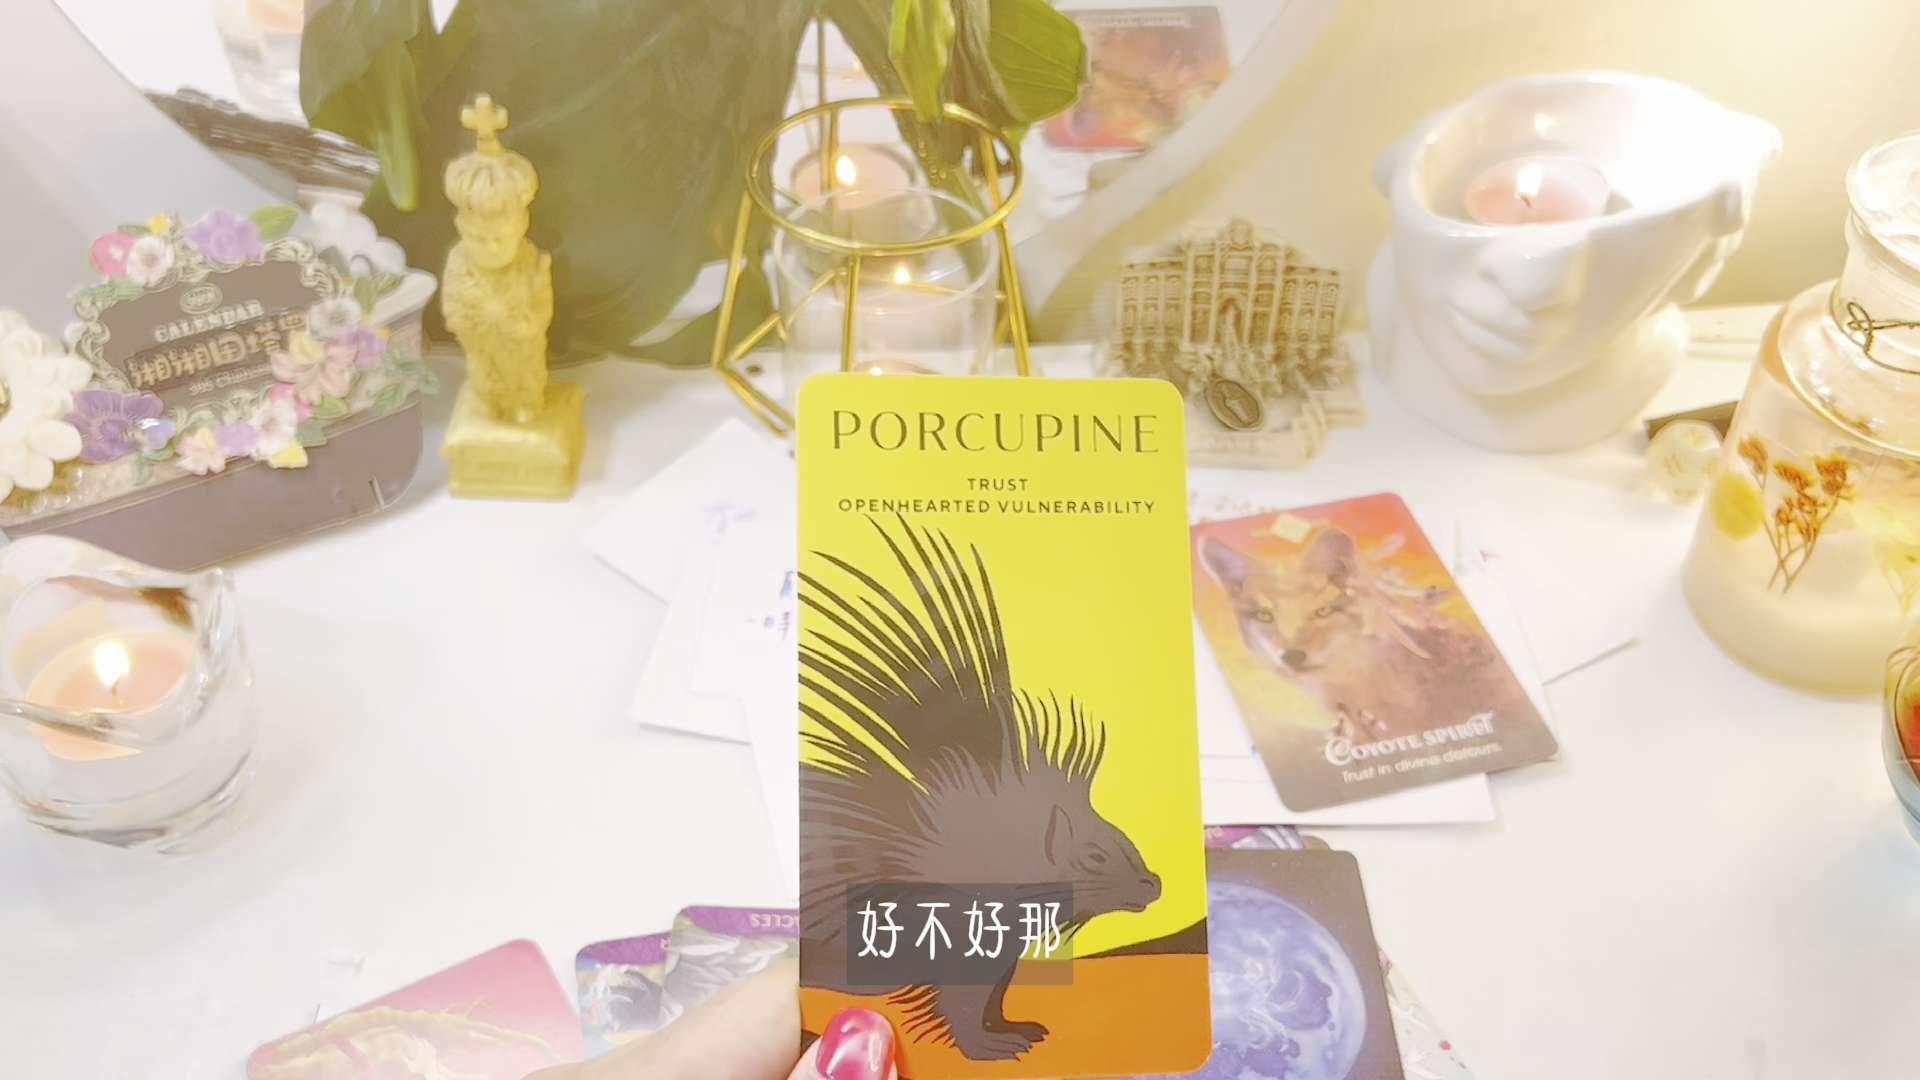 CALENDAR
PORCUPINE
TRUST
OPENHEARTED VULNERABILITY
COYOTE SPIRIT
Trust in divine detours.
好不好那